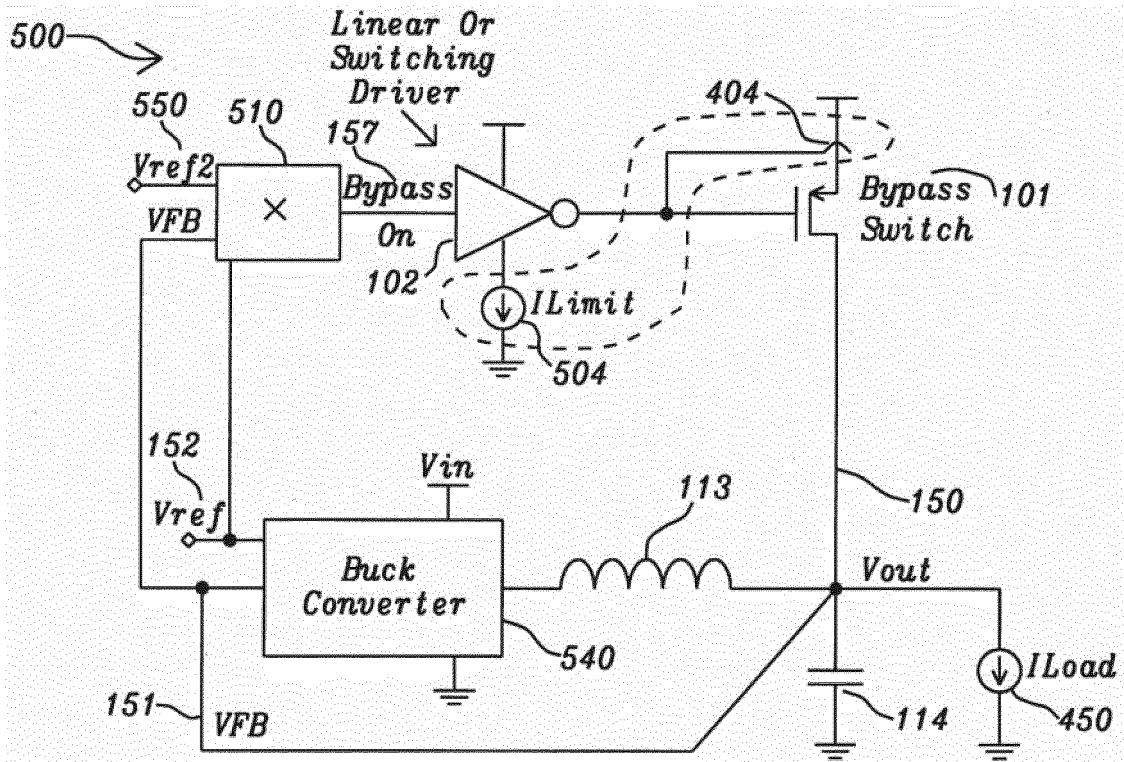 500
Linear Or
Switching
Driver
550
510
404
Vref2
157
Bypass
On
VFB
102
Bypass
Switch
101
ILimit
504
152
Vref
Vin
113
150
Buck
Converter
Vout
540
ILoad
450
114
151
VFB